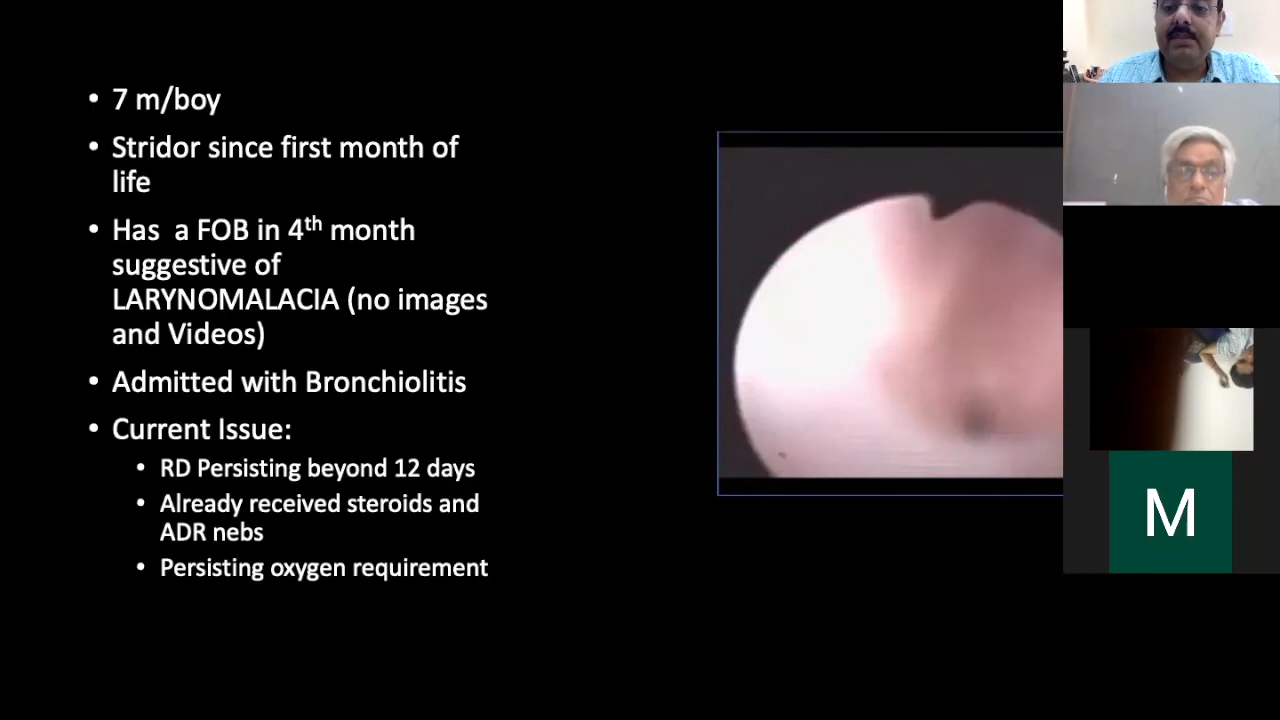 • 7 m/boy
• Stridor since first month of
life
• Has a FOB in 4th month
suggestive of
LARYNOMALACIA (no images
and Videos)
• Admitted with Bronchiolitis
• Current Issue:
• RD Persisting beyond 12 days
• Already received steroids and
ADR nebs
• Persisting oxygen requirement
M